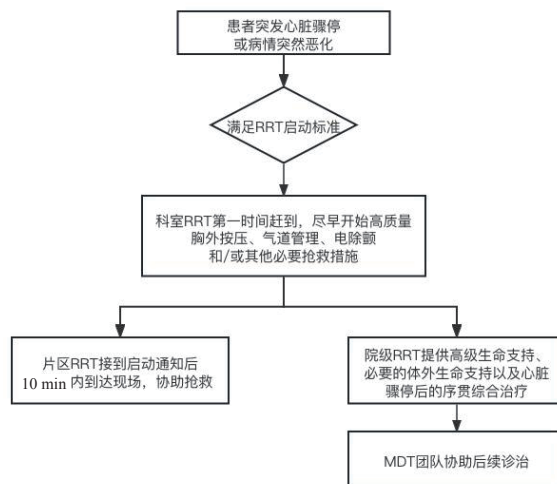 患者突发心脏骤停
或病情突然恶化
满足RRT启动标准
科室RRT第一时间赶到，尽早开始高质量
胸外按压、气道管理、电除颤
和/或其他必要抢救措施
片区RRT接到启动通知后
10 min内到达现场，协助抢救
院级RRT提供高级生命支持、
必要的体外生命支持以及心脏
骤停后的序贯综合治疗
MDT团队协助后续诊治